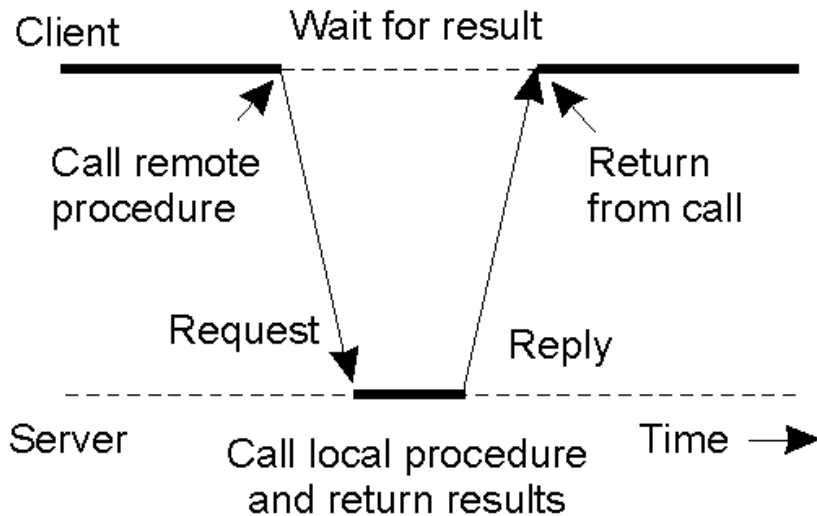 Client
Wait for result
Call remote
procedure
Return
from call
Request
Reply
Server
Call local procedure
and return results
Time